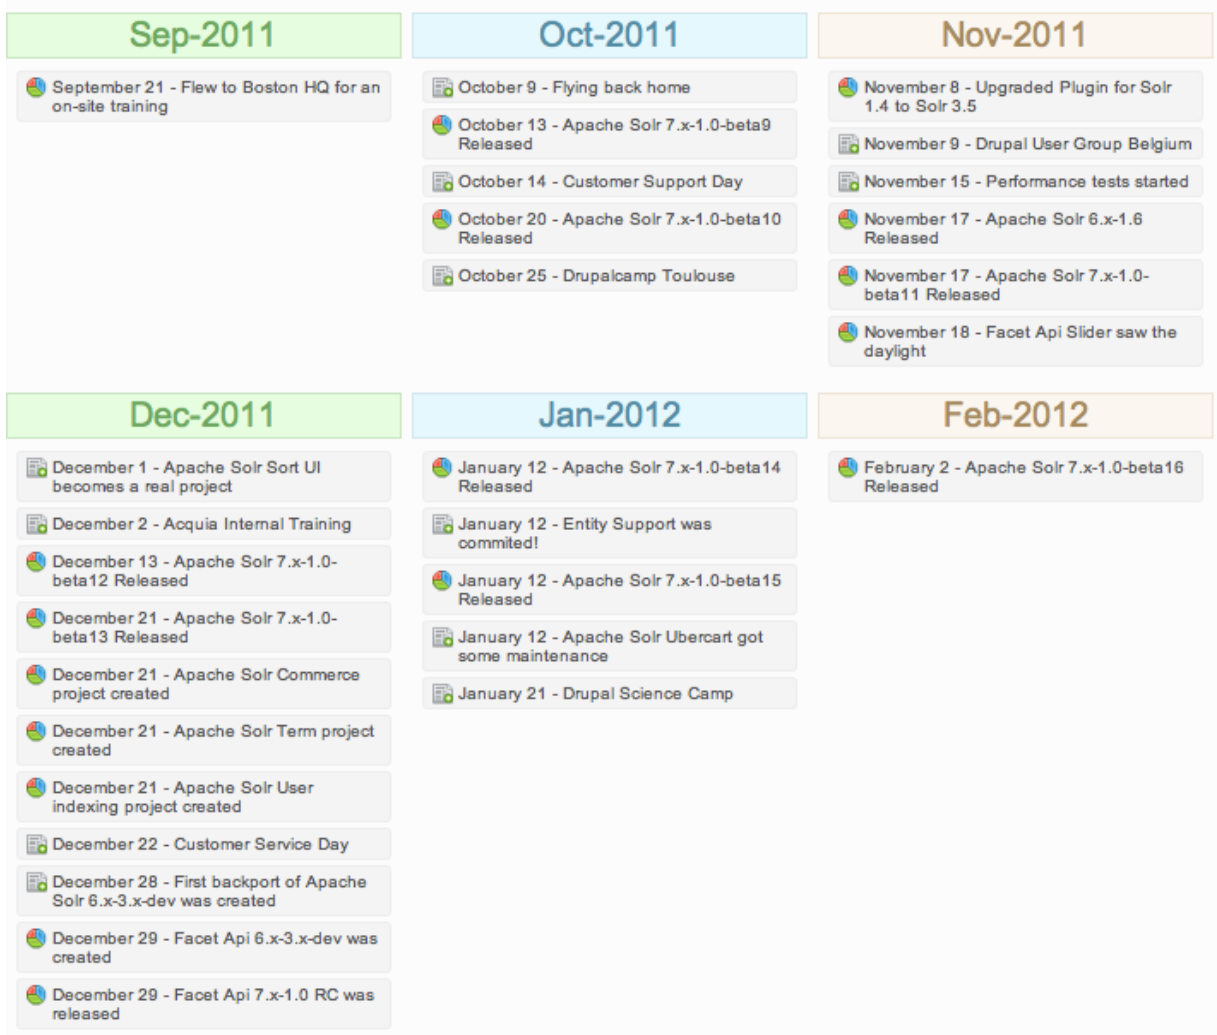 Sep-2011
September 21 - Flew to Boston HQ for an
on-site training
Oct-2011
October 9 - Flying back home
October 13 - Apache Solr 7.x-1.0-beta9
Released
October 14 - Customer Support Day
October 20 - Apache Solr 7.x-1.0-beta10
Released
October 25 - Drupalcamp Toulouse
Nov-2011
November 8 - Upgraded Plugin for Solr
1.4 to Solr 3.5
November 9 - Drupal User Group Belgium
November 15 - Performance tests started
November 17 - Apache Solr 6.x-1.6
Released
November 17 - Apache Solr 7.x-1.0-
beta11 Released
November 18 - Facet Api Slider saw the
daylight
Dec-2011
December 1 - Apache Solr Sort UI
becomes a real project
December 2 - Acquia Internal Training
December 13 - Apache Solr 7.x-1.0-
beta12 Released
December 21 - Apache Solr 7.x-1.0-
beta13 Released
December 21 - Apache Solr Commerce
project created
December 21 - Apache Solr Term project
created
December 21 - Apache Solr User
indexing project created
December 22 - Customer Service Day
December 28 - First backport of Apache
Solr 6.x-3.x-dev was created
December 29 - Facet Api 6.x-3.x-dev was
created
December 29 - Facet Api 7.x-1.0 RC was
released
Jan-2012
January 12 - Apache Solr 7.x-1.0-beta14
Released
January 12 - Entity Support was
commited!
January 12 - Apache Solr 7.x-1.0-beta15
Released
January 12 - Apache Solr Ubercart got
some maintenance
January 21 - Drupal Science Camp
Feb-2012
February 2 - Apache Solr 7.x-1.0-beta16
Released